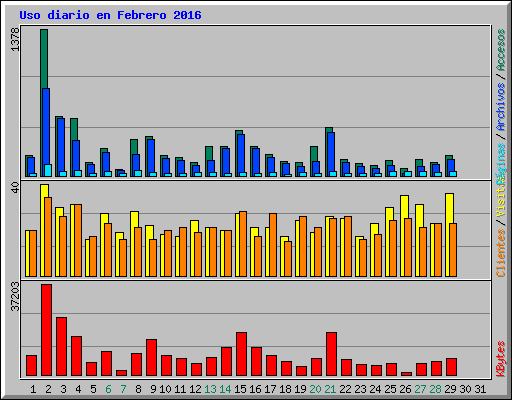 Uso diario en Febrero 2016
1378
40
37203
Clientes / Visitas
Páginas / Archivos / Accesos
KBytes
1 2 3 4 5 6 7 8 9 10 11 12 13 14 15 16 17 18 19 20 21 22 23 24 25 26 27 28 29 30 31